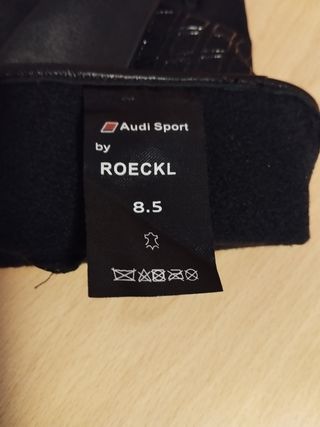 Audi Sport
by
ROECKL
8.5